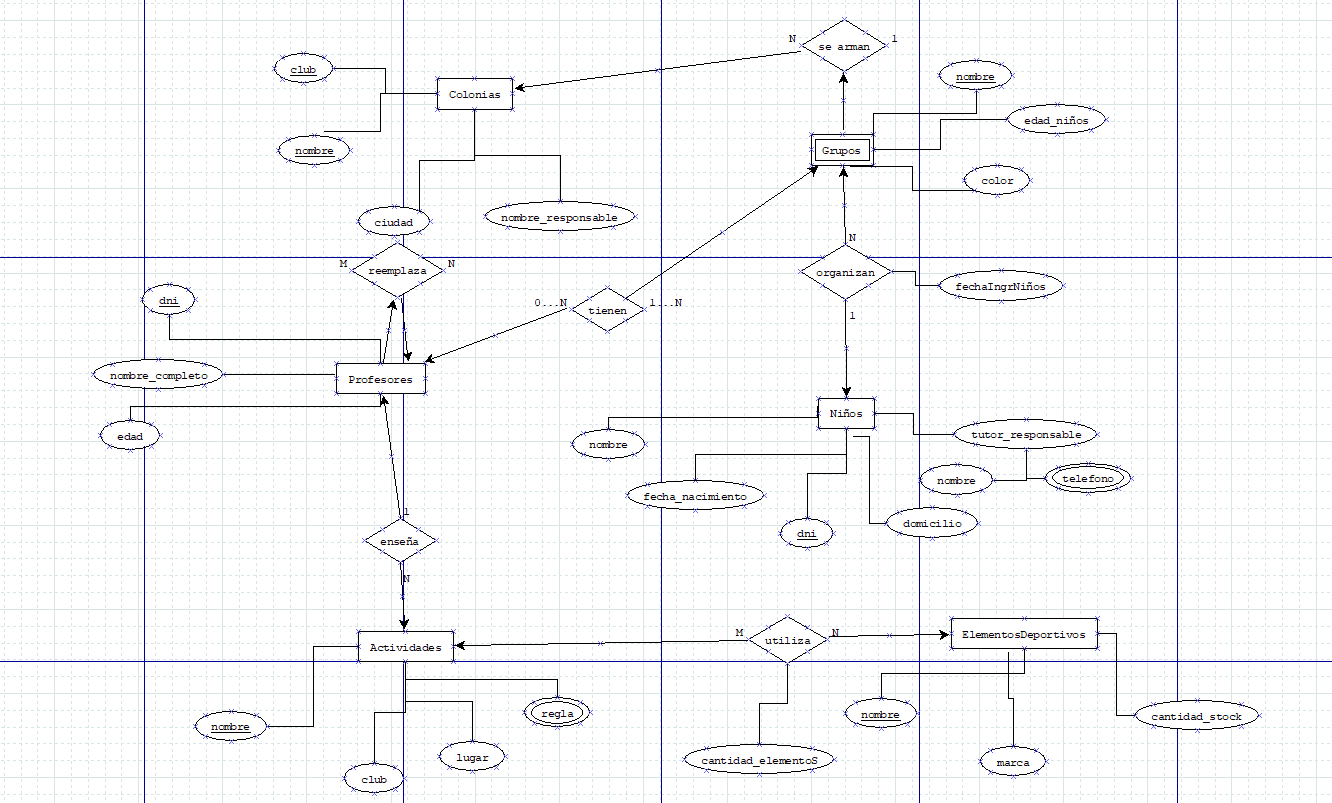 N
se arman
1
club
Colonias
nombre
edad_niños
nombre
Grupos
color
ciudad
nombre_responsable
M
reemplaza
N
N
organizan
fechaIngrNiños
dni
0...N
tienen
1...N
1
nombre_completo
Profesores
edad
Niños
nombre
tutor_responsable
nombre
telefono
fecha_nacimiento
domicilio
dni
1
enseña
N
Actividades
M
utiliza
N
ElementosDeportivos
nombre
regla
nombre
cantidad_stock
club
lugar
cantidad_elementoS
marca